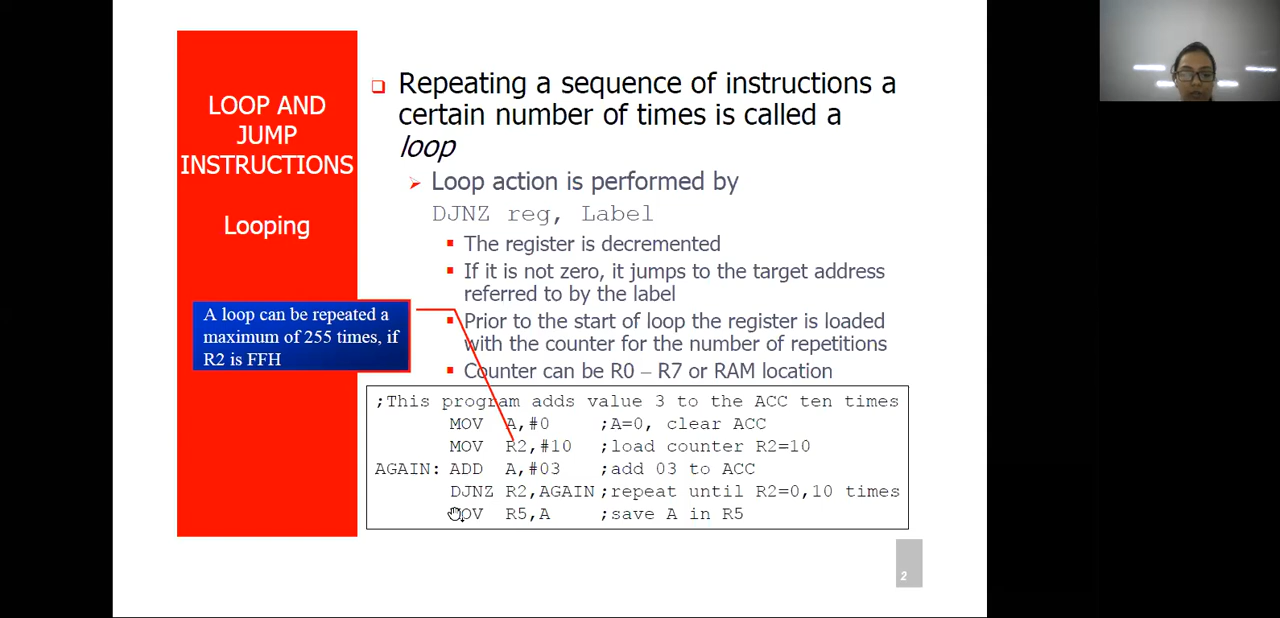 LOOP AND
JUMP
INSTRUCTIONS
Looping
A loop can be repeated a
maximum of 255 times, if
R2 is FFH
❑ Repeating a sequence of instructions a
certain number of times is called a
loop
➢ Loop action is performed by
DJNZ reg, Label
▪ The register is decremented
▪ If it is not zero, it jumps to the target address
referred to by the label
▪ Prior to the start of loop the register is loaded
with the counter for the number of repetitions
▪ Counter can be R0 – R7 or RAM location
;This program adds value 3 to the ACC ten times
MOV A,#0 ;A=0, clear ACC
MOV R2,#10 ;load counter R2=10
AGAIN: ADD A,#03 ;add 03 to ACC
DJNZ R2,AGAIN ;repeat until R2=0,10 times
MOV R5,A ;save A in R5
2